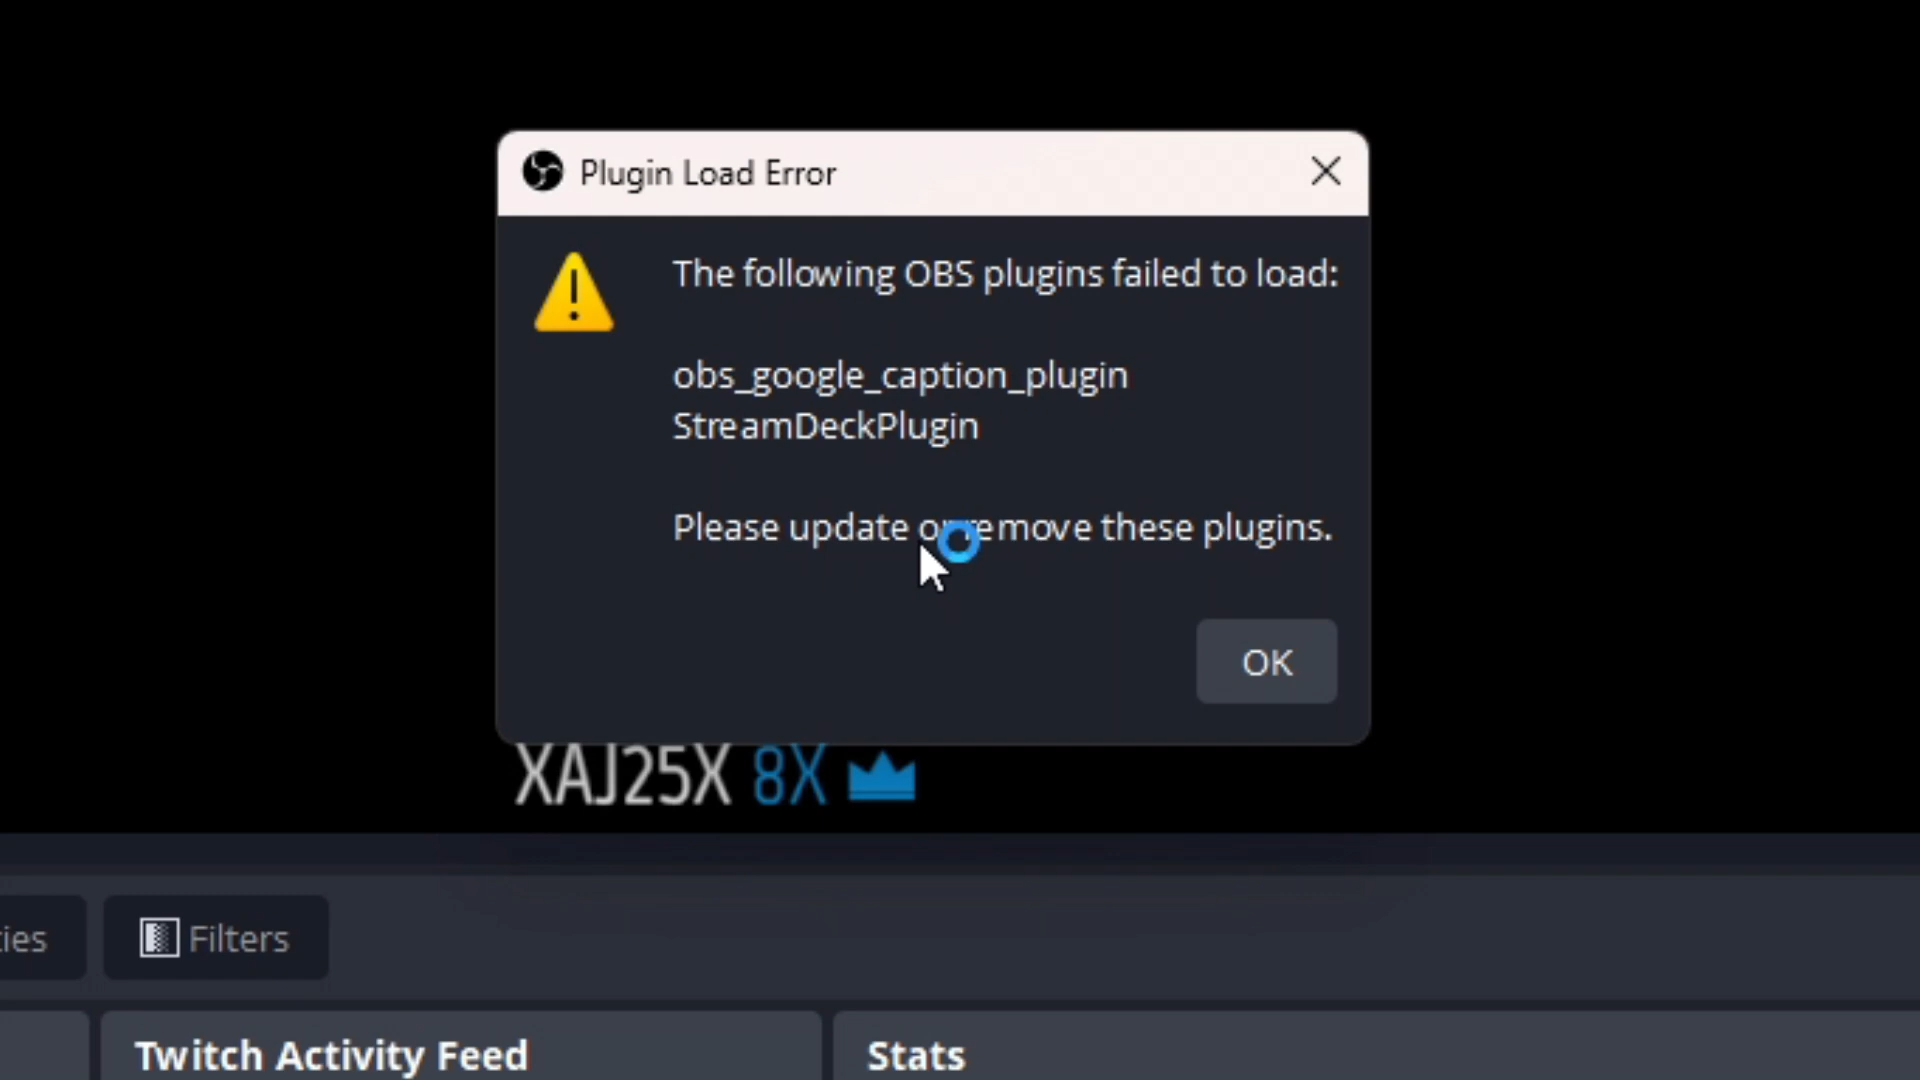 Plugin Load Error
The following OBS plugins failed to load:
obs_google_caption_plugin
StreamDeckPlugin
Please update or remove these plugins.
OK
XAJ25X 8X
ies
Filters
Twitch Activity Feed
Stats